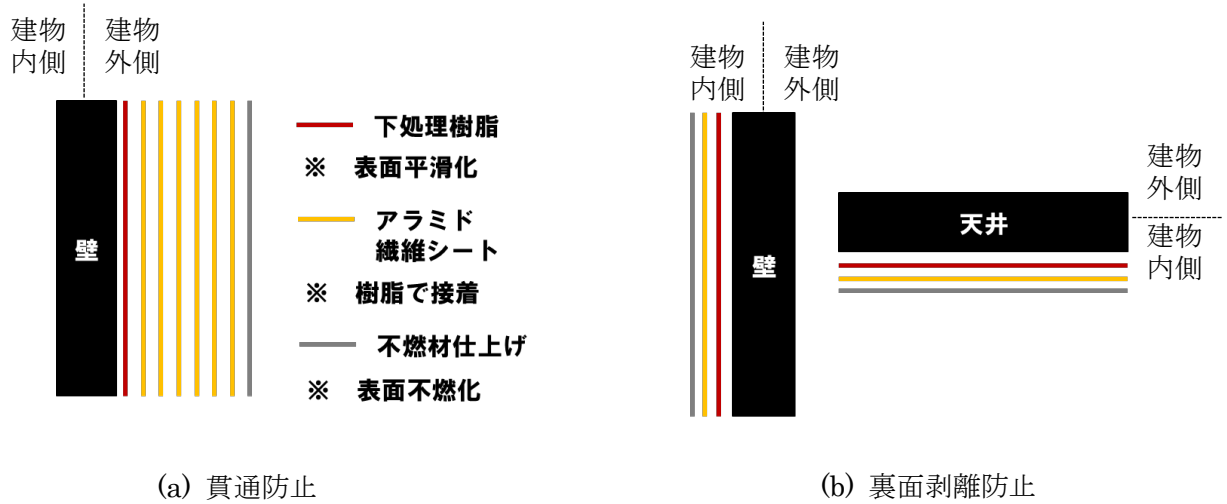 建物
内側
建物
外側
壁
下処理樹脂
※ 表面平滑化
アラミド
繊維シート
※ 樹脂で接着
不燃材仕上げ
※ 表面不燃化
(a) 貫通防止
建物
内側
建物
外側
壁
天井
建物
外側
建物
内側
(b) 裏面剥離防止